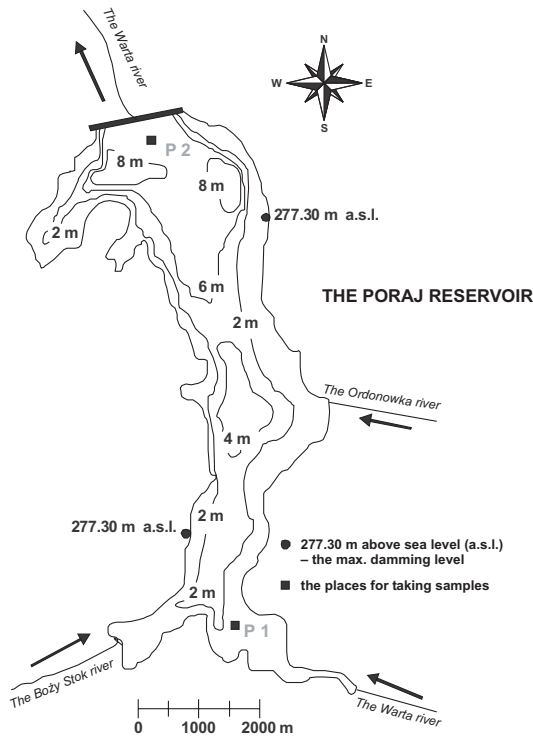 The Warta river
N
W
E
S
P 2
8 m
8 m
277.30 m a.s.l.
2 m
6 m
THE PORAJ RESERVOIR
2 m
The Ordonowka river
4 m
2 m
277.30 m a.s.l.
277.30 m above sea level (a.s.l.)
– the max. damming level
the places for taking samples
2 m
P 1
The Boży Stok river
The Warta river
0 1000 2000 m